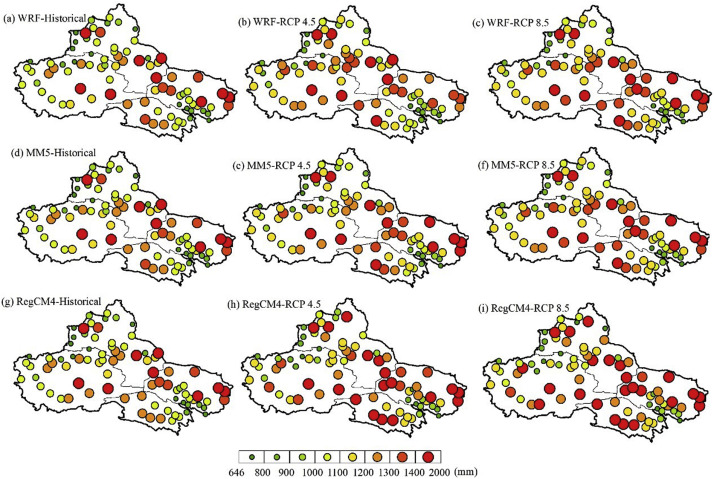 (a) WRF-Historical
(b) WRF-RCP 4.5
(c) WRF-RCP 8.5
(d) MM5-Historical
(e) MM5-RCP 4.5
(f) MM5-RCP 8.5
(g) RegCM4-Historical
(h) RegCM4-RCP 4.5
(i) RegCM4-RCP 8.5
646 800 900 1000 1100 1200 1300 1400 2000 (mm)